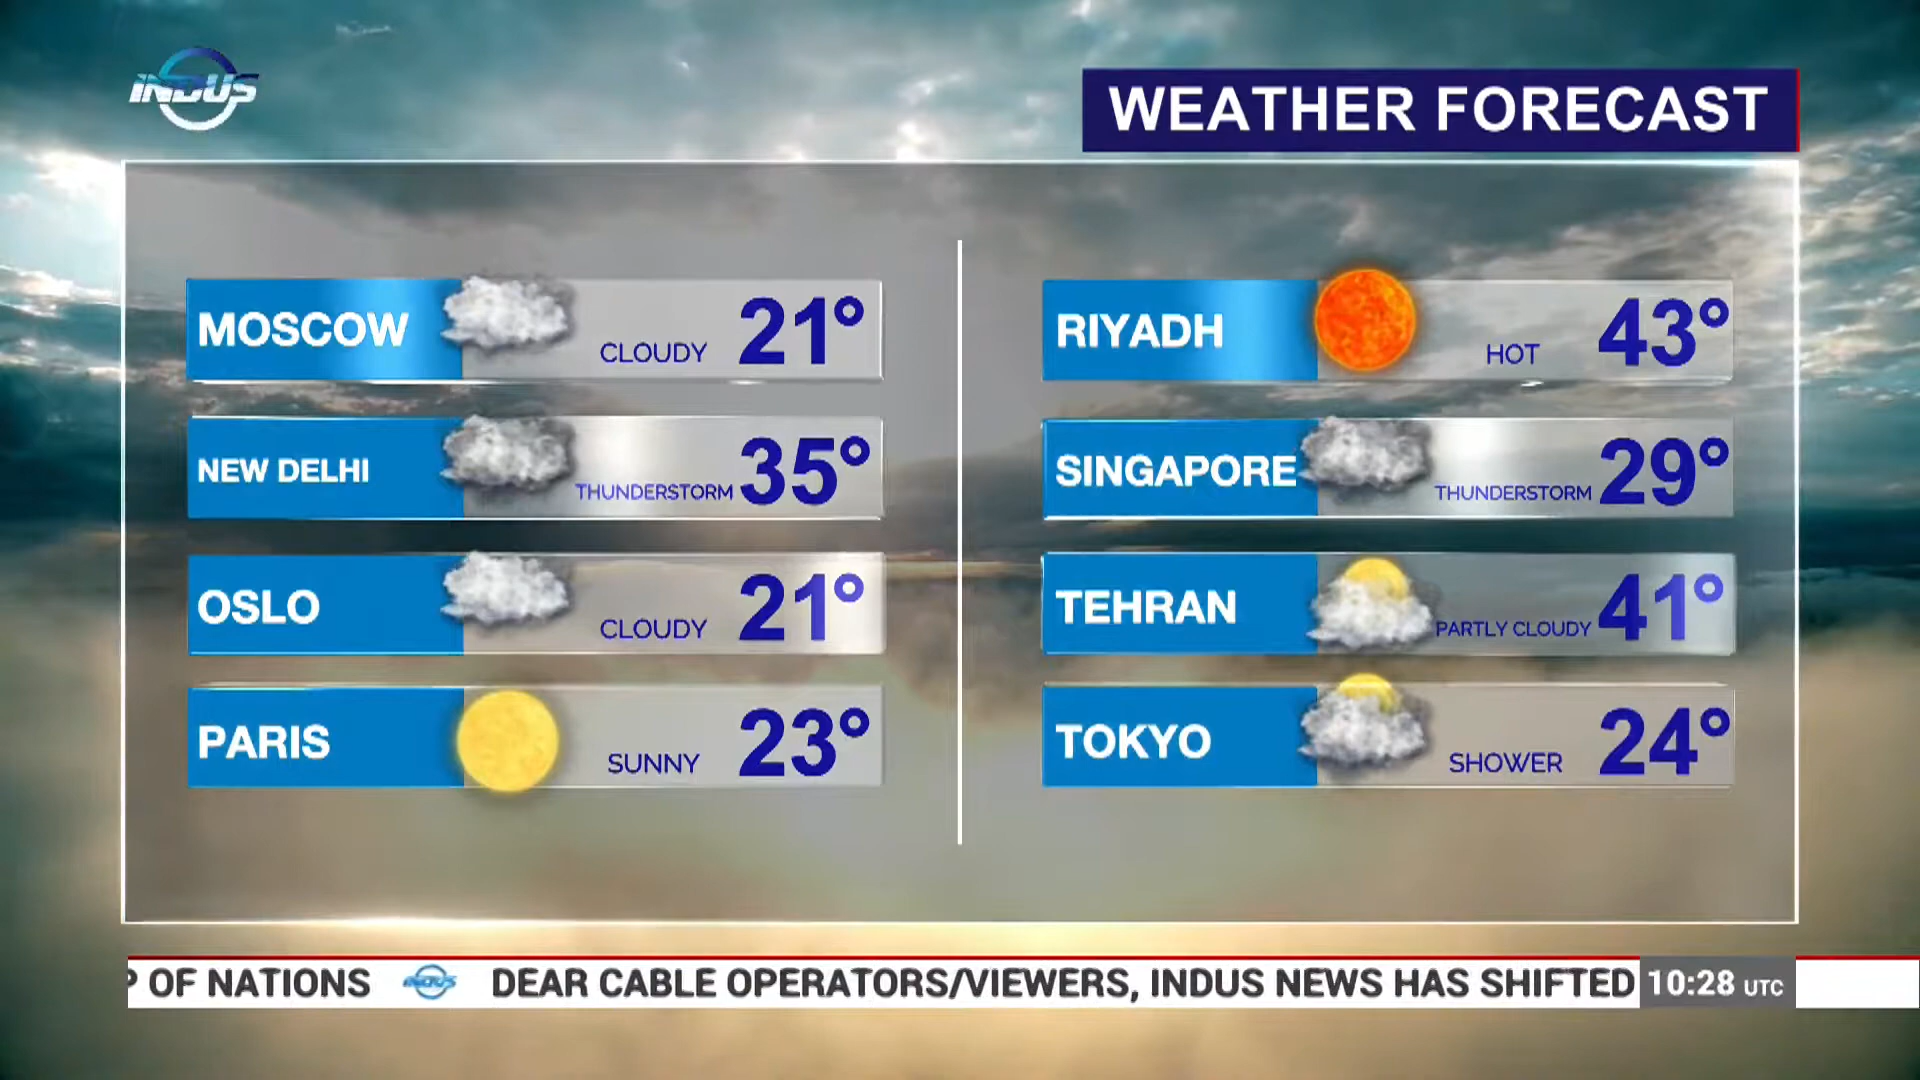 INDUS
WEATHER FORECAST
MOSCOW CLOUDY 21°
NEW DELHI THUNDERSTORM 35°
OSLO CLOUDY 21°
PARIS SUNNY 23°
RIYADH HOT 43°
SINGAPORE THUNDERSTORM 29°
TEHRAN PARTLY CLOUDY 41°
TOKYO SHOWER 24°
OF NATIONS INDUS DEAR CABLE OPERATORS/VIEWERS, INDUS NEWS HAS SHIFTED 10:28 UTC